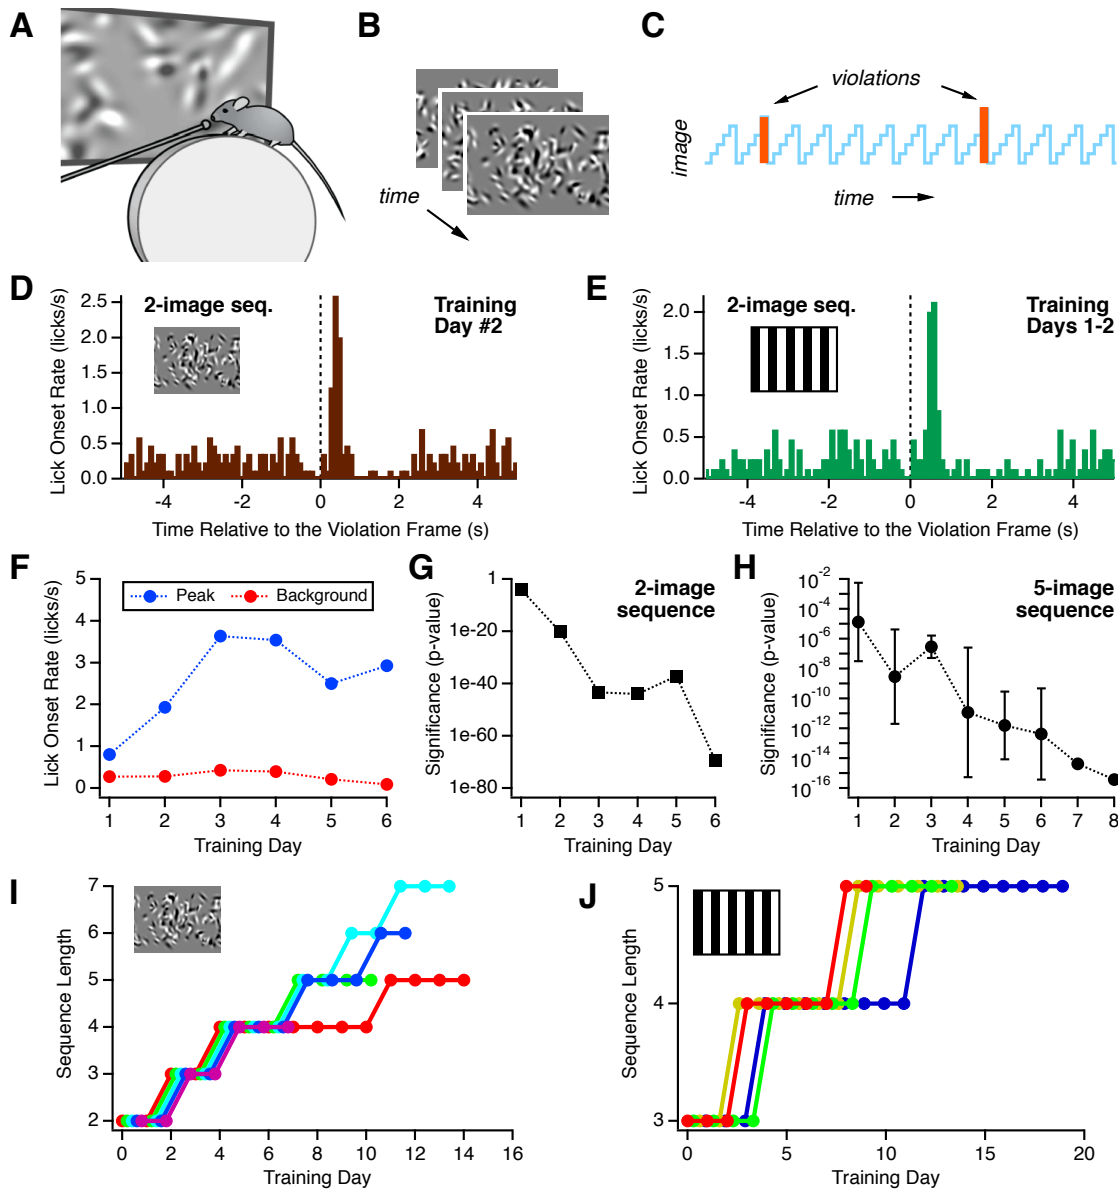 A
B
C
violations
image
time
time
D
2-image seq.
Training
Day #2
Lick Onset Rate (licks/s)
2.5
2.0
1.5
1.0
0.5
0.0
-4 -2 0 2 4
Time Relative to the Violation Frame (s)
E
2-image seq.
Training
Days 1-2
Lick Onset Rate (licks/s)
2.0
1.5
1.0
0.5
0.0
-4 -2 0 2 4
Time Relative to the Violation Frame (s)
F
Peak Background
Lick Onset Rate (licks/s)
5
4
3
2
1
0
1 2 3 4 5 6
Training Day
G
2-image
sequence
Significance (p-value)
1
1e-20
1e-40
1e-60
1e-80
1 2 3 4 5 6
Training Day
H
5-image
sequence
Significance (p-value)
10-2
10-4
10-6
10-8
10-10
10-12
10-14
10-16
1 2 3 4 5 6 7 8
Training Day
I
Sequence Length
7
6
5
4
3
2
0 2 4 6 8 10 12 14 16
Training Day
J
Sequence Length
5
4
3
0 5 10 15 20
Training Day